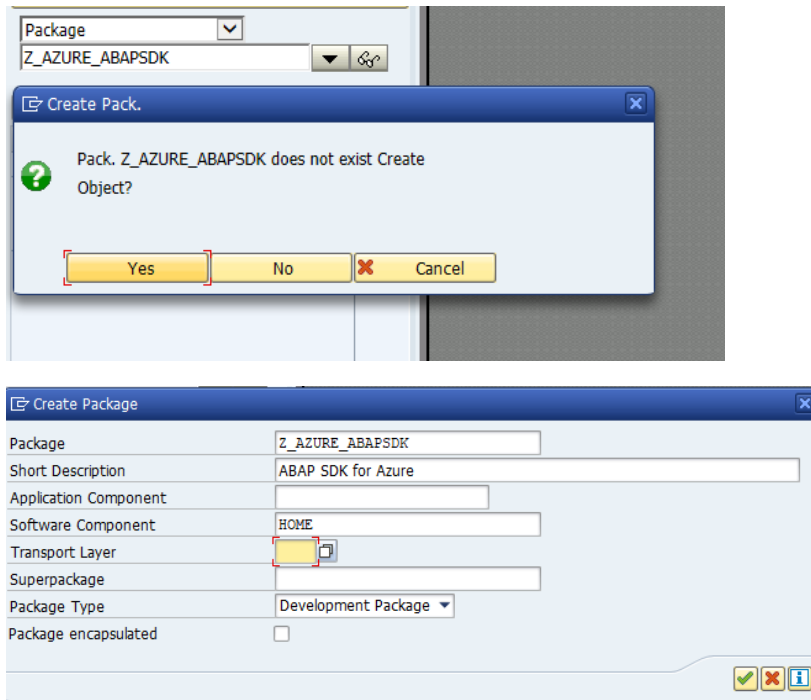 Package
Z_AZURE_ABAPSDK
Create Pack.
Pack. Z_AZURE_ABAPSDK does not exist Create
Object?
Yes No Cancel
Create Package
Package Z_AZURE_ABAPSDK
Short Description ABAP SDK for Azure
Application Component
Software Component HOME
Transport Layer
Superpackage
Package Type Development Package
Package encapsulated